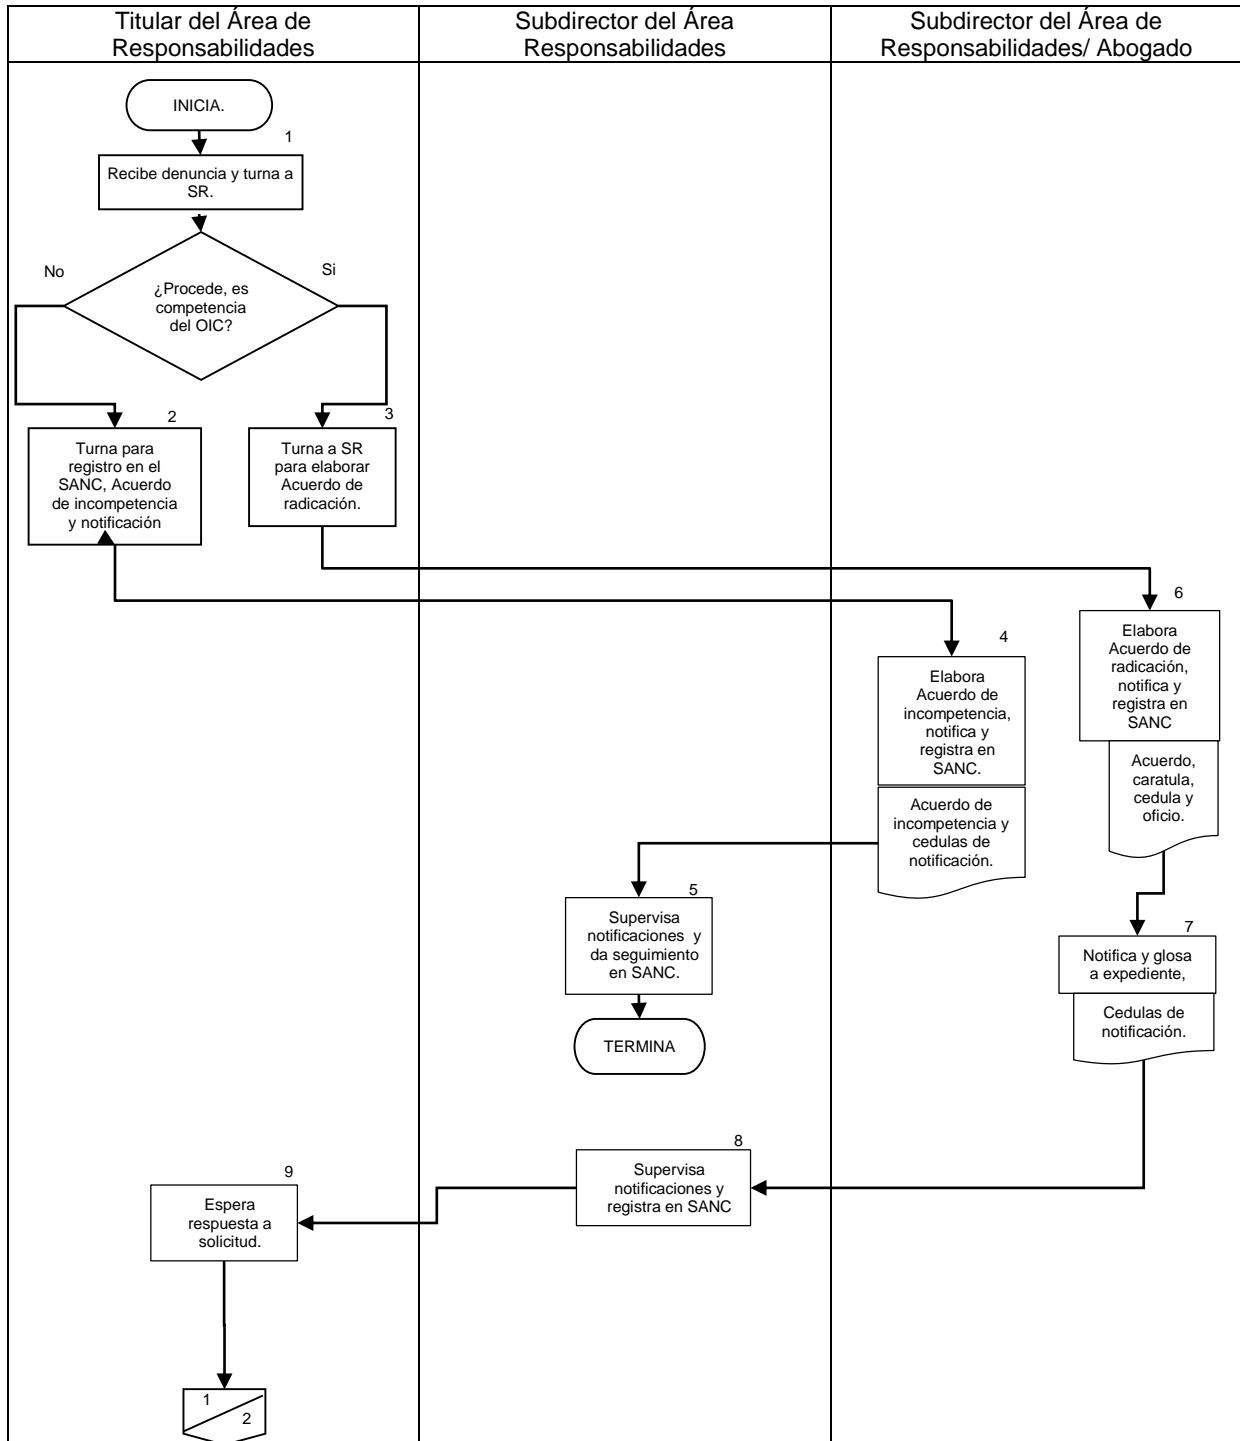 Titular del Área de
Responsabilidades
Subdirector del Área
Responsabilidades
Subdirector del Área de
Responsabilidades/ Abogado
INICIA.
1
Recibe denuncia y turna a
SR.
No
Si
¿Procede, es
competencia
del OIC?
2
Turna para
registro en el
SANC, Acuerdo
de incompetencia
y notificación
3
Turna a SR
para elaborar
Acuerdo de
radicación.
4
Elabora
Acuerdo de
incompetencia,
notifica y
registra en
SANC.
Acuerdo de
incompetencia y
cedulas de
notificación.
6
Elabora
Acuerdo de
radicación,
notifica y
registra en
SANC
Acuerdo,
caratula,
cedula y
oficio.
5
Supervisa
notificaciones y
da seguimiento
en SANC.
TERMINA
7
Notifica y glosa
a expediente,
Cedulas de
notificación.
8
Supervisa
notificaciones y
registra en SANC
9
Espera
respuesta a
solicitud.
1
2